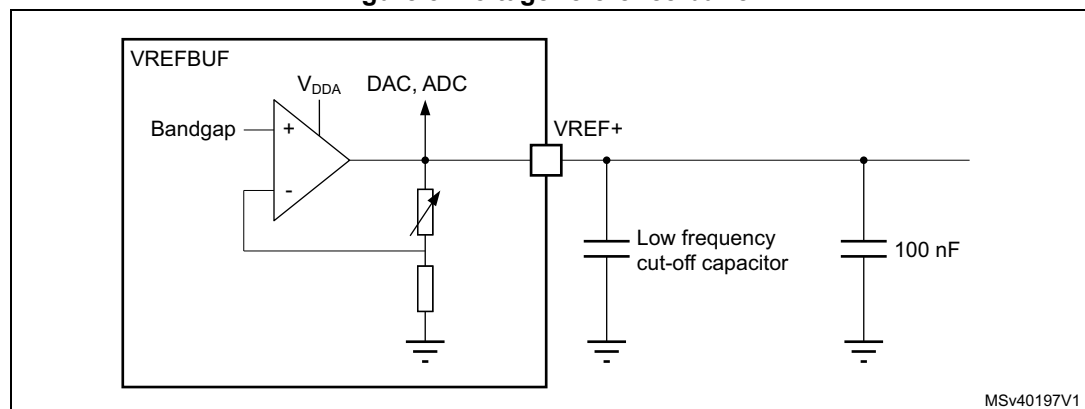 VREFBUF
VDDA
DAC, ADC
Bandgap
+
-
VREF+
Low frequency
cut-off capacitor
100 nF
MSv40197V1